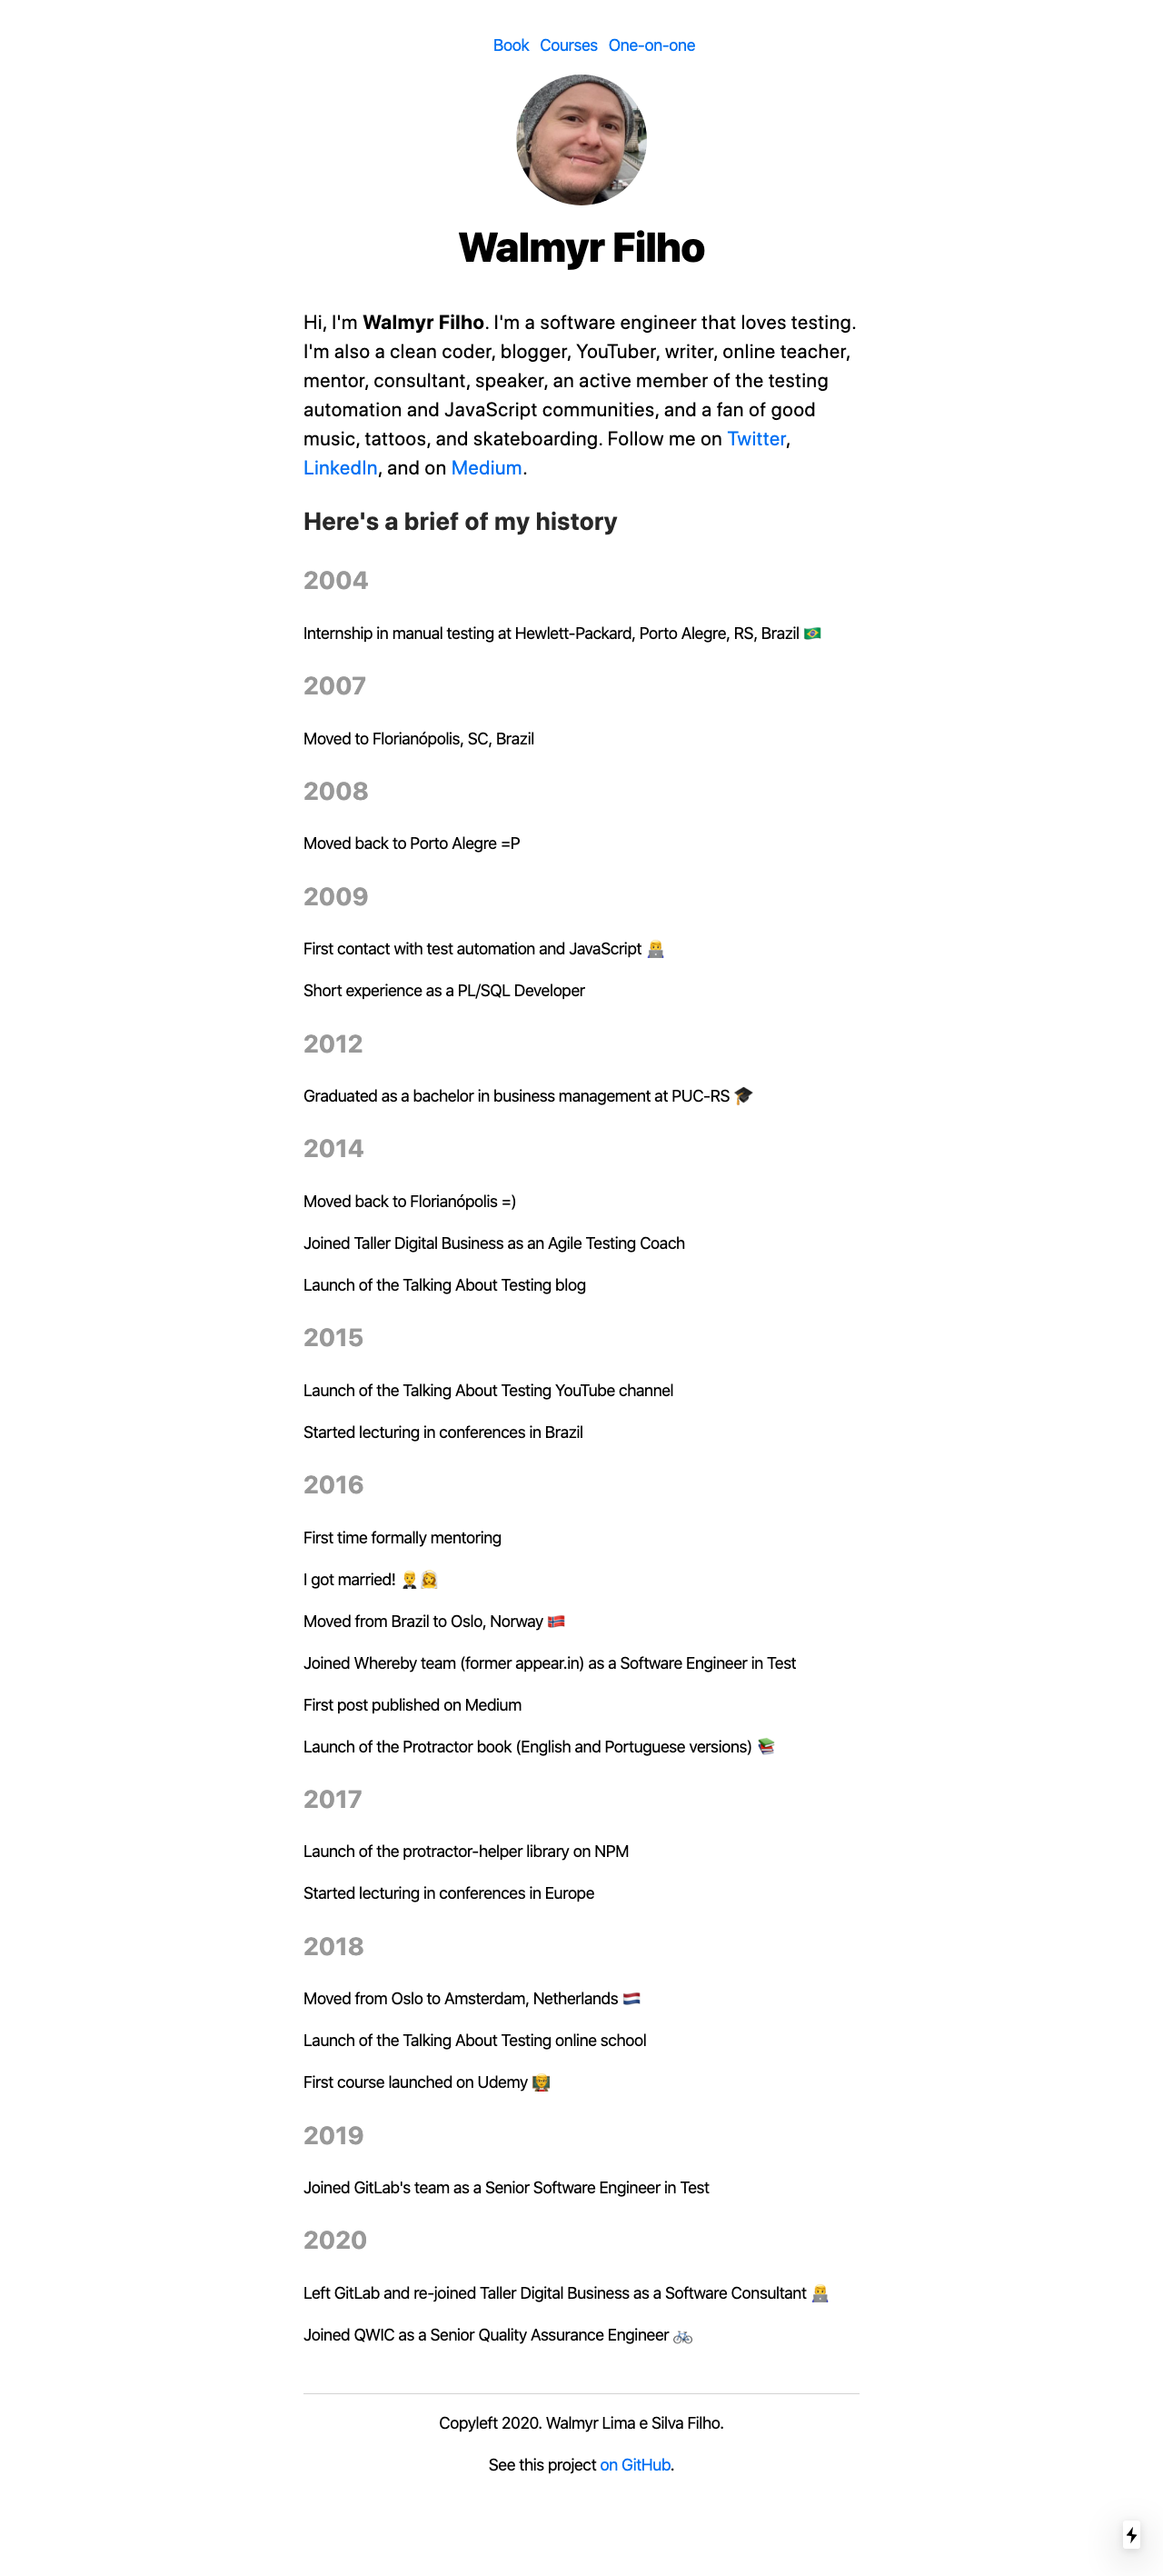 Book Courses One-on-one
Walmyr Filho
Hi, I'm Walmyr Filho. I'm a software engineer that loves testing.
I'm also a clean coder, blogger, YouTuber, writer, online teacher,
mentor, consultant, speaker, an active member of the testing
automation and JavaScript communities, and a fan of good
music, tattoos, and skateboarding. Follow me on Twitter,
LinkedIn, and on Medium.
Here's a brief of my history
2004
Internship in manual testing at Hewlett-Packard, Porto Alegre, RS, Brazil 🇧🇷
2007
Moved to Florianópolis, SC, Brazil
2008
Moved back to Porto Alegre =P
2009
First contact with test automation and JavaScript 👨‍💻
Short experience as a PL/SQL Developer
2012
Graduated as a bachelor in business management at PUC-RS 🎓
2014
Moved back to Florianópolis =)
Joined Taller Digital Business as an Agile Testing Coach
Launch of the Talking About Testing blog
2015
Launch of the Talking About Testing YouTube channel
Started lecturing in conferences in Brazil
2016
First time formally mentoring
I got married! 🤵👰
Moved from Brazil to Oslo, Norway 🇳🇴
Joined Whereby team (former appear.in) as a Software Engineer in Test
First post published on Medium
Launch of the Protractor book (English and Portuguese versions) 📚
2017
Launch of the protractor-helper library on NPM
Started lecturing in conferences in Europe
2018
Moved from Oslo to Amsterdam, Netherlands 🇳🇱
Launch of the Talking About Testing online school
First course launched on Udemy 👨‍🏫
2019
Joined GitLab's team as a Senior Software Engineer in Test
2020
Left GitLab and re-joined Taller Digital Business as a Software Consultant 👨‍💻
Joined QWIC as a Senior Quality Assurance Engineer 🚲
Copyleft 2020. Walmyr Lima e Silva Filho.
See this project on GitHub.